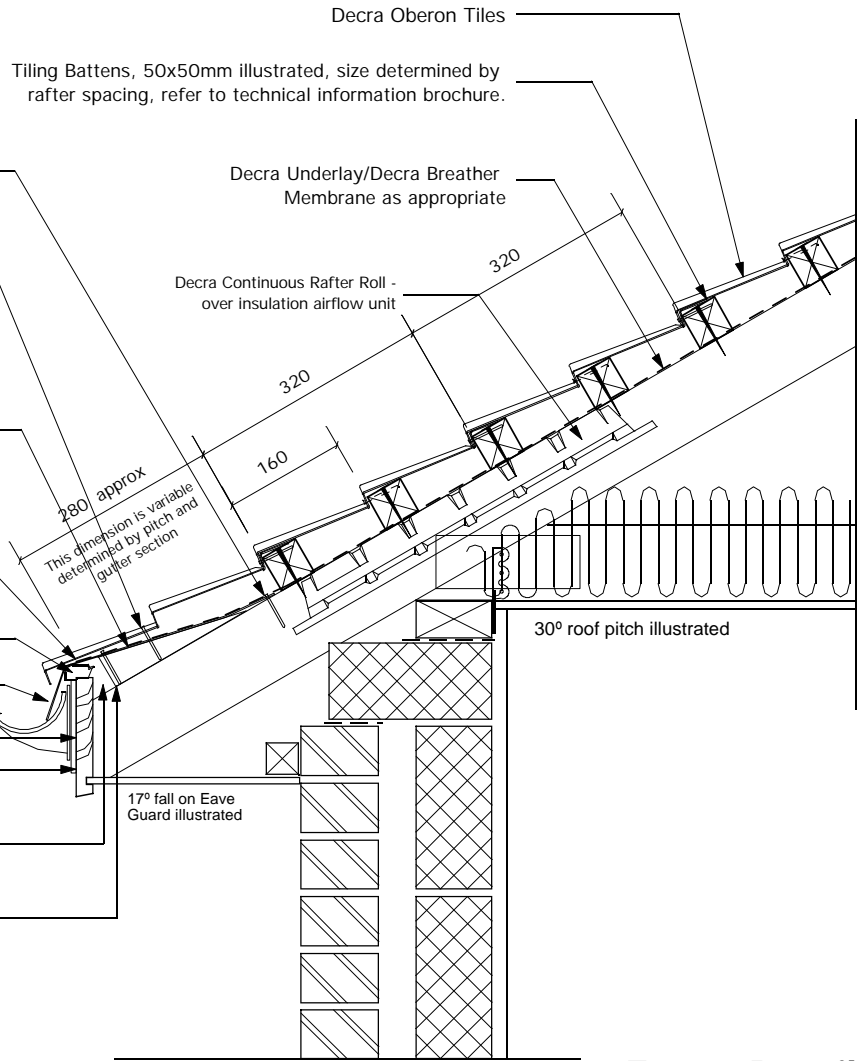 Decra Oberon Tiles
Tiling Battens, 50x50mm illustrated, size determined by
rafter spacing, refer to technical information brochure.
Decra Underlay/Decra Breather
Membrane as appropriate
Decra Continuous Rafter Roll -
over insulation airflow unit
320
320
160
280 approx
This dimension is variable
determined by pitch and
gutter section
30º roof pitch illustrated
17º fall on Eave
Guard illustrated